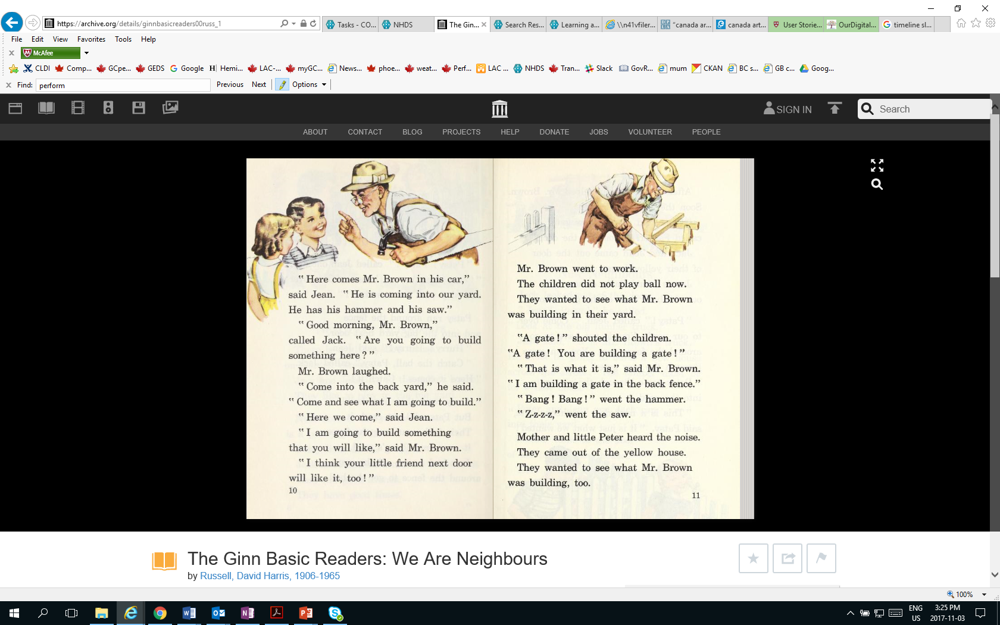 https://archive.org/details/ginnbasicreaders00russ_1
Tasks - CO...
NHDS
The Gin...
Search Res...
Learning a...
\\n41vfiler...
"canada ar...
canada art...
User Storie...
OurDigital...
timeline sl...
File Edit View Favorites Tools Help
x McAfee
CLDI Comp... GCpe... GEDS Google Hemi... LAC-... myGC... News... phoe... weat... Perf... LAC ... NHDS Tran... Slack GovR... mum CKAN BC s... GB c... Goog...
x Find: perform Previous Next Options
SIGN IN Search
ABOUT CONTACT BLOG PROJECTS HELP DONATE JOBS VOLUNTEER PEOPLE
"Here comes Mr. Brown in his car,"
said Jean. "He is coming into our yard.
He has his hammer and his saw."
"Good morning, Mr. Brown,"
called Jack. "Are you going to build
something here?"
Mr. Brown laughed.
"Come into the back yard," he said.
"Come and see what I am going to build."
"Here we come," said Jean.
"I am going to build something
that you will like," said Mr. Brown.
"I think your little friend next door
will like it, too!"
10
Mr. Brown went to work.
The children did not play ball now.
They wanted to see what Mr. Brown
was building in their yard.
"A gate!" shouted the children.
"A gate! You are building a gate!"
"That is what it is," said Mr. Brown.
"I am building a gate in the back fence."
"Bang! Bang!" went the hammer.
"Z-z-z-z," went the saw.
Mother and little Peter heard the noise.
They came out of the yellow house.
They wanted to see what Mr. Brown
was building, too.
11
The Ginn Basic Readers: We Are Neighbours
by Russell, David Harris, 1906-1965
100%
ENG
US
3:25 PM
2017-11-03